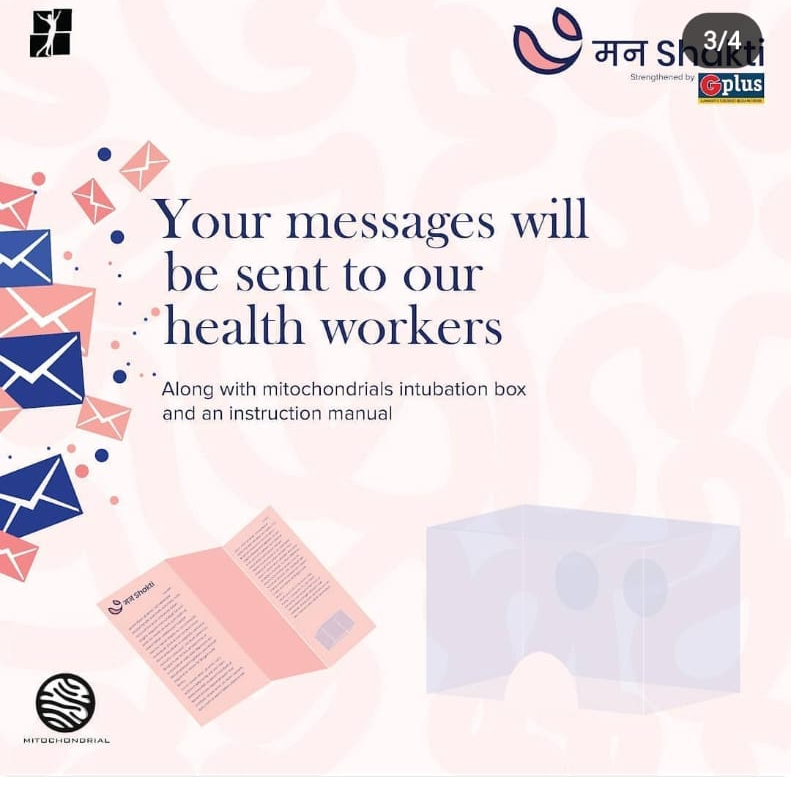 3/4
मन Shakti
Strengthened by
Gplus
Your messages will
be sent to our
health workers
Along with mitochondrials intubation box
and an instruction manual
मन Shakti
MITOCHONDRIAL